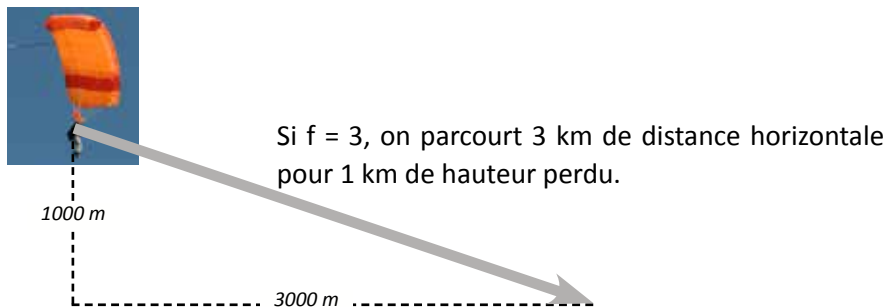 Si f = 3, on parcourt 3 km de distance horizontale
pour 1 km de hauteur perdu.
1000 m
3000 m